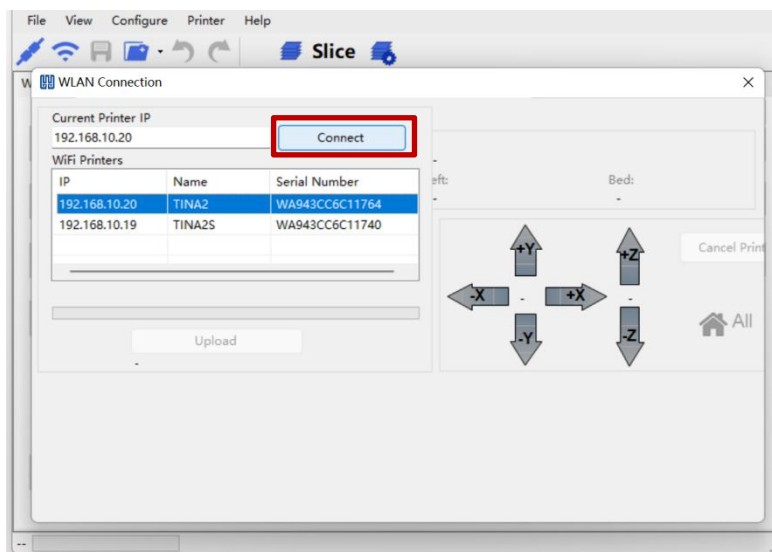 File View Configure Printer Help
Slice
W
WLAN Connection
Current Printer IP
192.168.10.20 Connect
WiFi Printers
IP Name Serial Number
192.168.10.20 TINA2 WA943CC6C11764
192.168.10.19 TINA2S WA943CC6C11740
-
eft: Bed:
- -
+Y +Z
Cancel Print
-X - +X -
All
-Y -Z
Upload
-
--